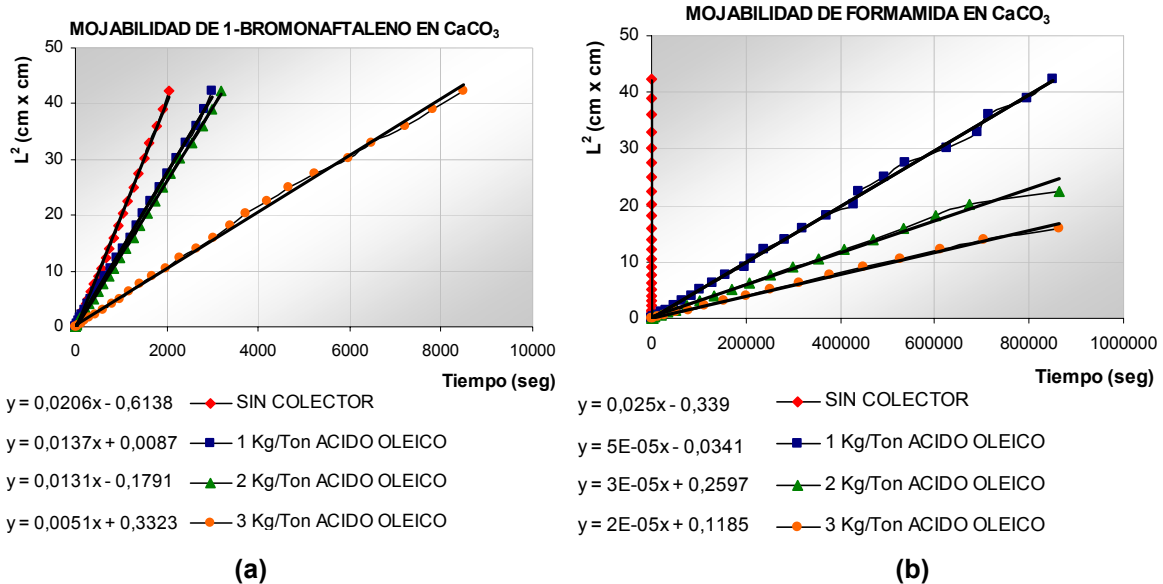 MOJABILIDAD DE 1-BROMONAFTALENO EN CaCO₃
L² (cm x cm)
50
40
30
20
10
0
0 2000 4000 6000 8000 10000
Tiempo (seg)
y = 0,0206x - 0,6138 SIN COLECTOR
y = 0,0137x + 0,0087 1 Kg/Ton ACIDO OLEICO
y = 0,0131x - 0,1791 2 Kg/Ton ACIDO OLEICO
y = 0,0051x + 0,3323 3 Kg/Ton ACIDO OLEICO
(a)
MOJABILIDAD DE FORMAMIDA EN CaCO₃
L² (cm x cm)
50
40
30
20
10
0
0 200000 400000 600000 800000 1000000
Tiempo (seg)
y = 0,025x - 0,339 SIN COLECTOR
y = 5E-05x - 0,0341 1 Kg/Ton ACIDO OLEICO
y = 3E-05x + 0,2597 2 Kg/Ton ACIDO OLEICO
y = 2E-05x + 0,1185 3 Kg/Ton ACIDO OLEICO
(b)